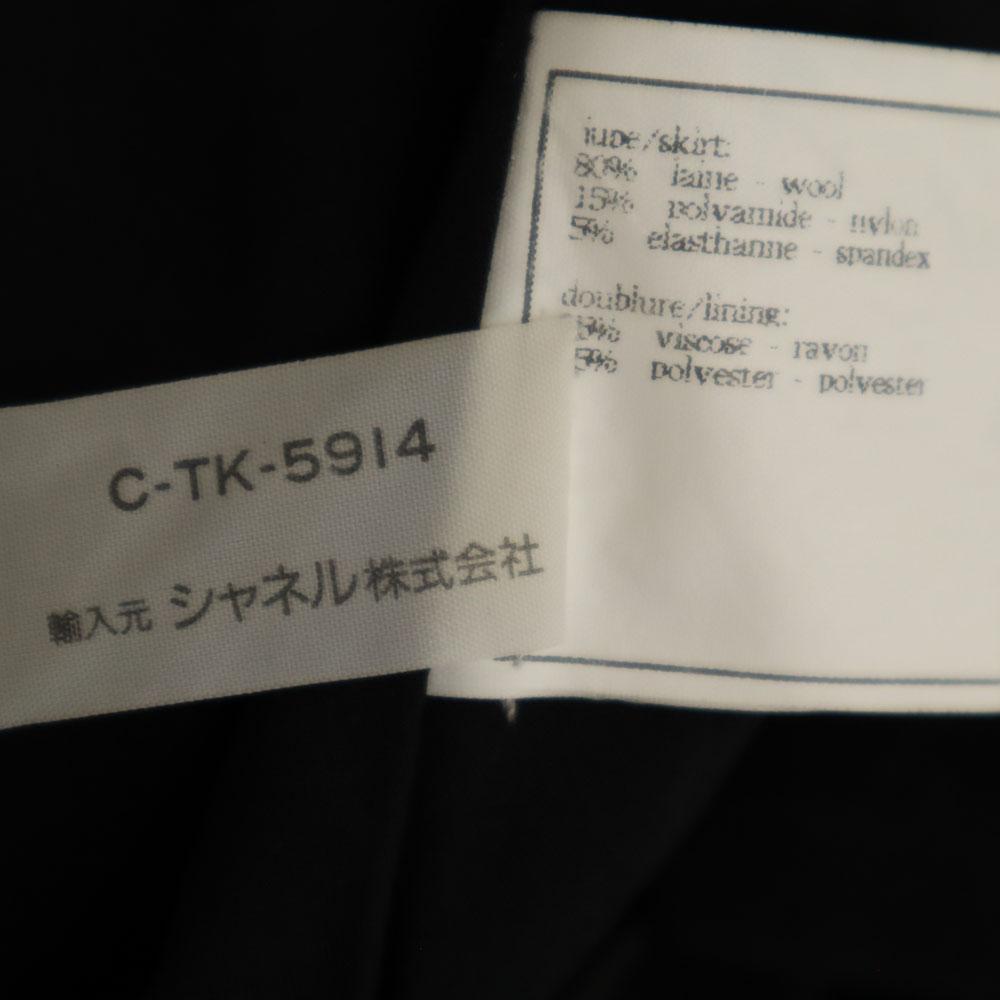 jupe/skirt:
80% laine - wool
15% polyamide - nylon
5% elasthanne - spandex
doublure/lining:
viscose - rayon
5% polyester - polyester
C-TK-5914
輸入元 シャネル株式会社